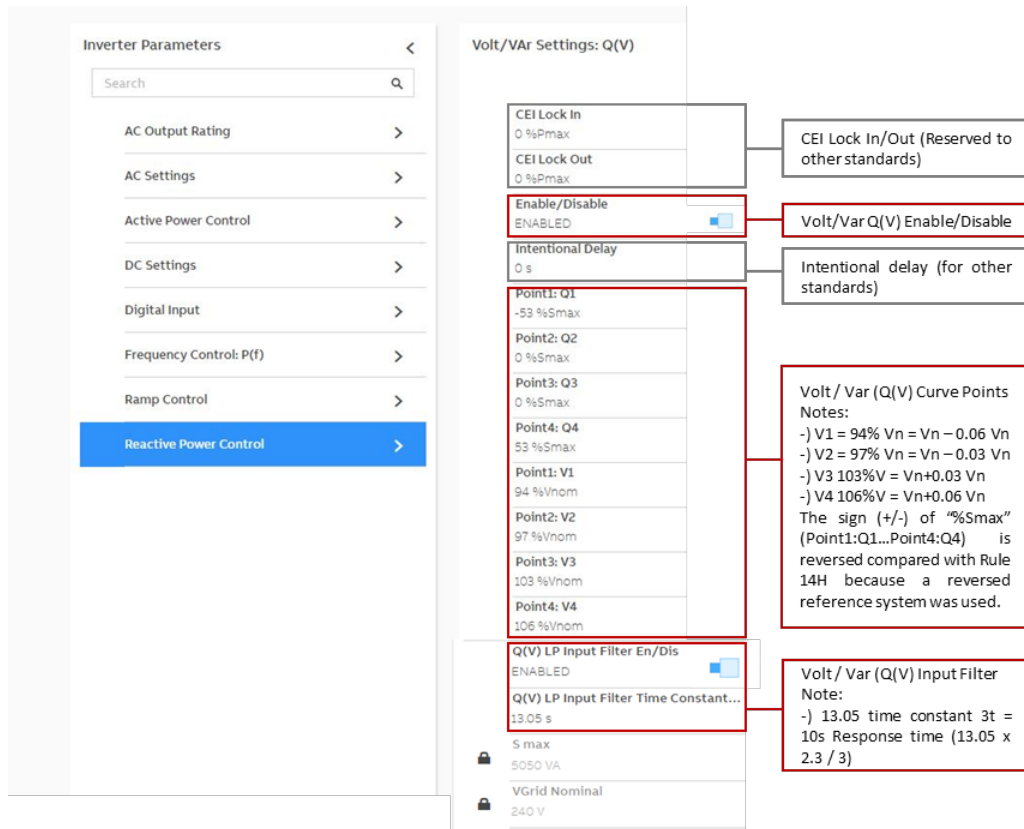 Inverter Parameters
Search
AC Output Rating
AC Settings
Active Power Control
DC Settings
Digital Input
Frequency Control: P(f)
Ramp Control
Reactive Power Control
Volt/VAr Settings: Q(V)
CEI Lock In
0 %Pmax
CEI Lock Out
0 %Pmax
Enable/Disable
ENABLED
Intentional Delay
0 s
Point1: Q1
-53 %Smax
Point2: Q2
0 %Smax
Point3: Q3
0 %Smax
Point4: Q4
53 %Smax
Point1: V1
94 %Vnom
Point2: V2
97 %Vnom
Point3: V3
103 %Vnom
Point4: V4
106 %Vnom
Q(V) LP Input Filter En/Dis
ENABLED
Q(V) LP Input Filter Time Constant...
13.05 s
S max
5050 VA
VGrid Nominal
240 V
CEI Lock In/Out (Reserved to
other standards)
Volt/Var Q(V) Enable/Disable
Intentional delay (for other
standards)
Volt / Var (Q(V) Curve Points
Notes:
-) V1 = 94% Vn = Vn – 0.06 Vn
-) V2 = 97% Vn = Vn – 0.03 Vn
-) V3 103%V = Vn+0.03 Vn
-) V4 106%V = Vn+0.06 Vn
The sign (+/-) of “%Smax”
(Point1:Q1...Point4:Q4) is
reversed compared with Rule
14H because a reversed
reference system was used.
Volt / Var (Q(V) Input Filter
Note:
-) 13.05 time constant 3t =
10s Response time (13.05 x
2.3 / 3)